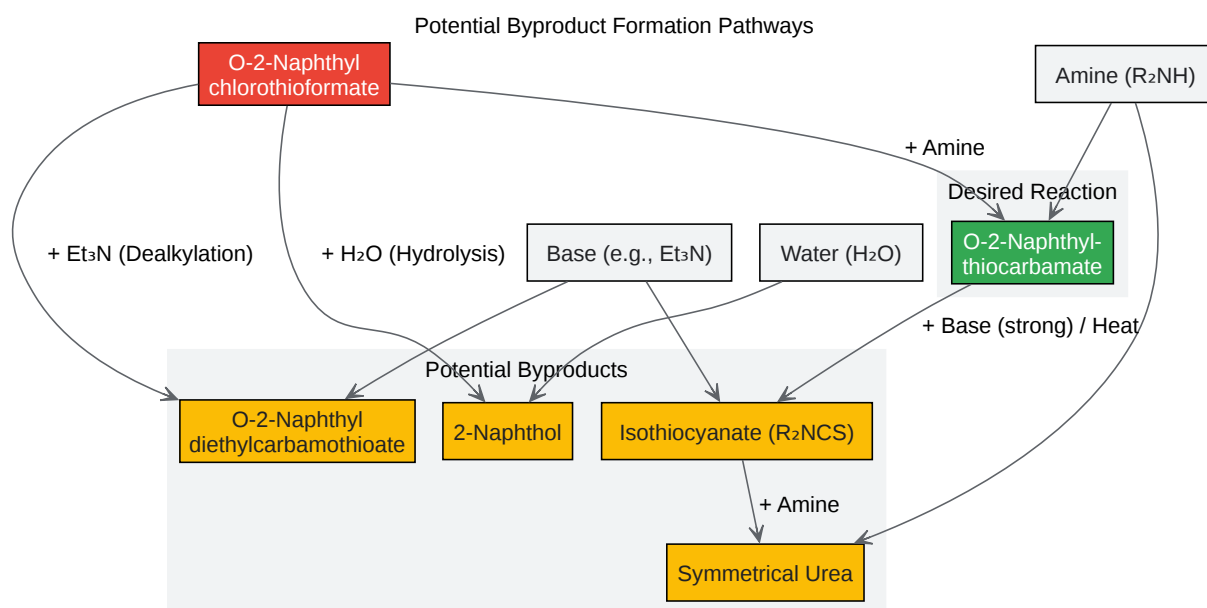 Potential Byproduct Formation Pathways
O-2-Naphthyl
chlorothioformate
Amine (R₂NH)
+ Amine
Desired Reaction
+ Et₃N (Dealkylation)
+ H₂O (Hydrolysis)
Base (e.g., Et₃N)
Water (H₂O)
O-2-Naphthyl-
thiocarbamate
+ Base (strong) / Heat
Potential Byproducts
O-2-Naphthyl
diethylcarbamothioate
2-Naphthol
Isothiocyanate (R₂NCS)
+ Amine
Symmetrical Urea